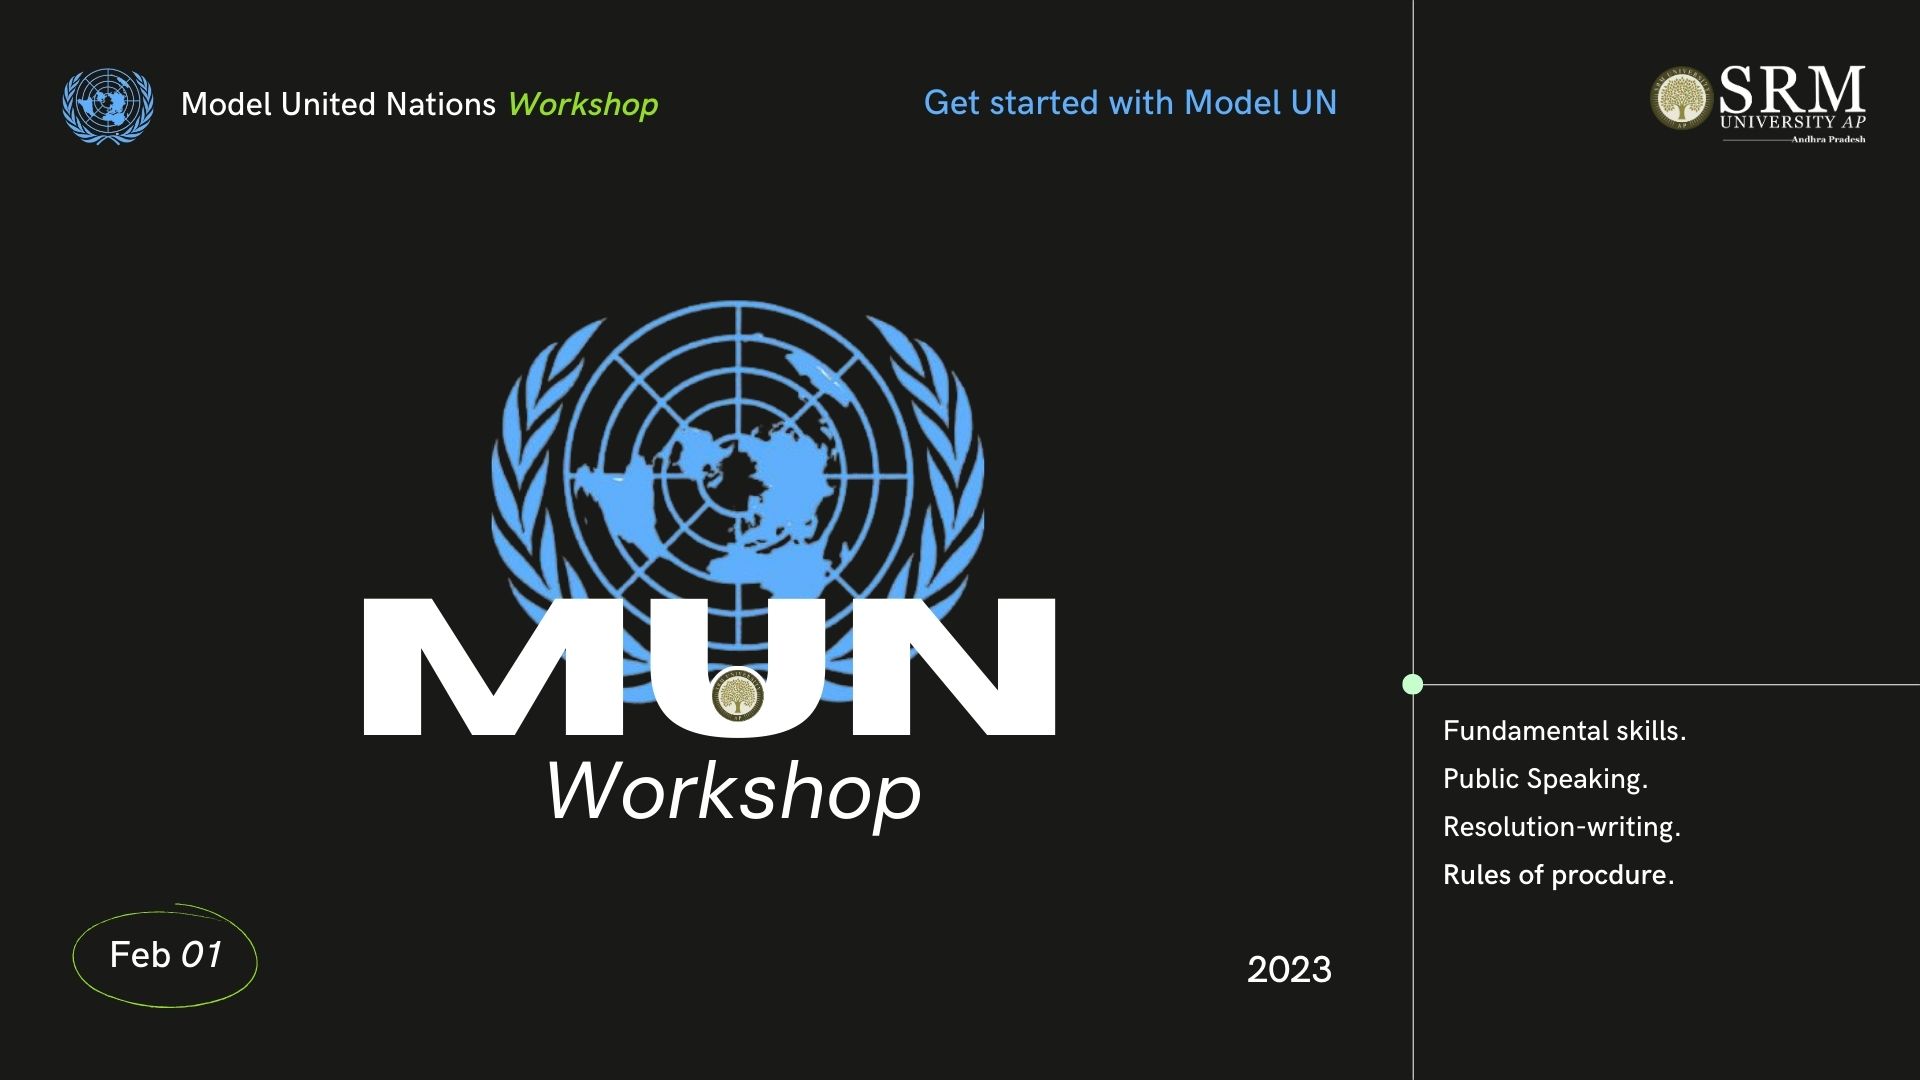 Model United Nations Workshop
Get started with Model UN
SRM
UNIVERSITY AP
Andhra Pradesh
MUN
Workshop
Fundamental skills.
Public Speaking.
Resolution-writing.
Rules of procdure.
Feb 01
2023